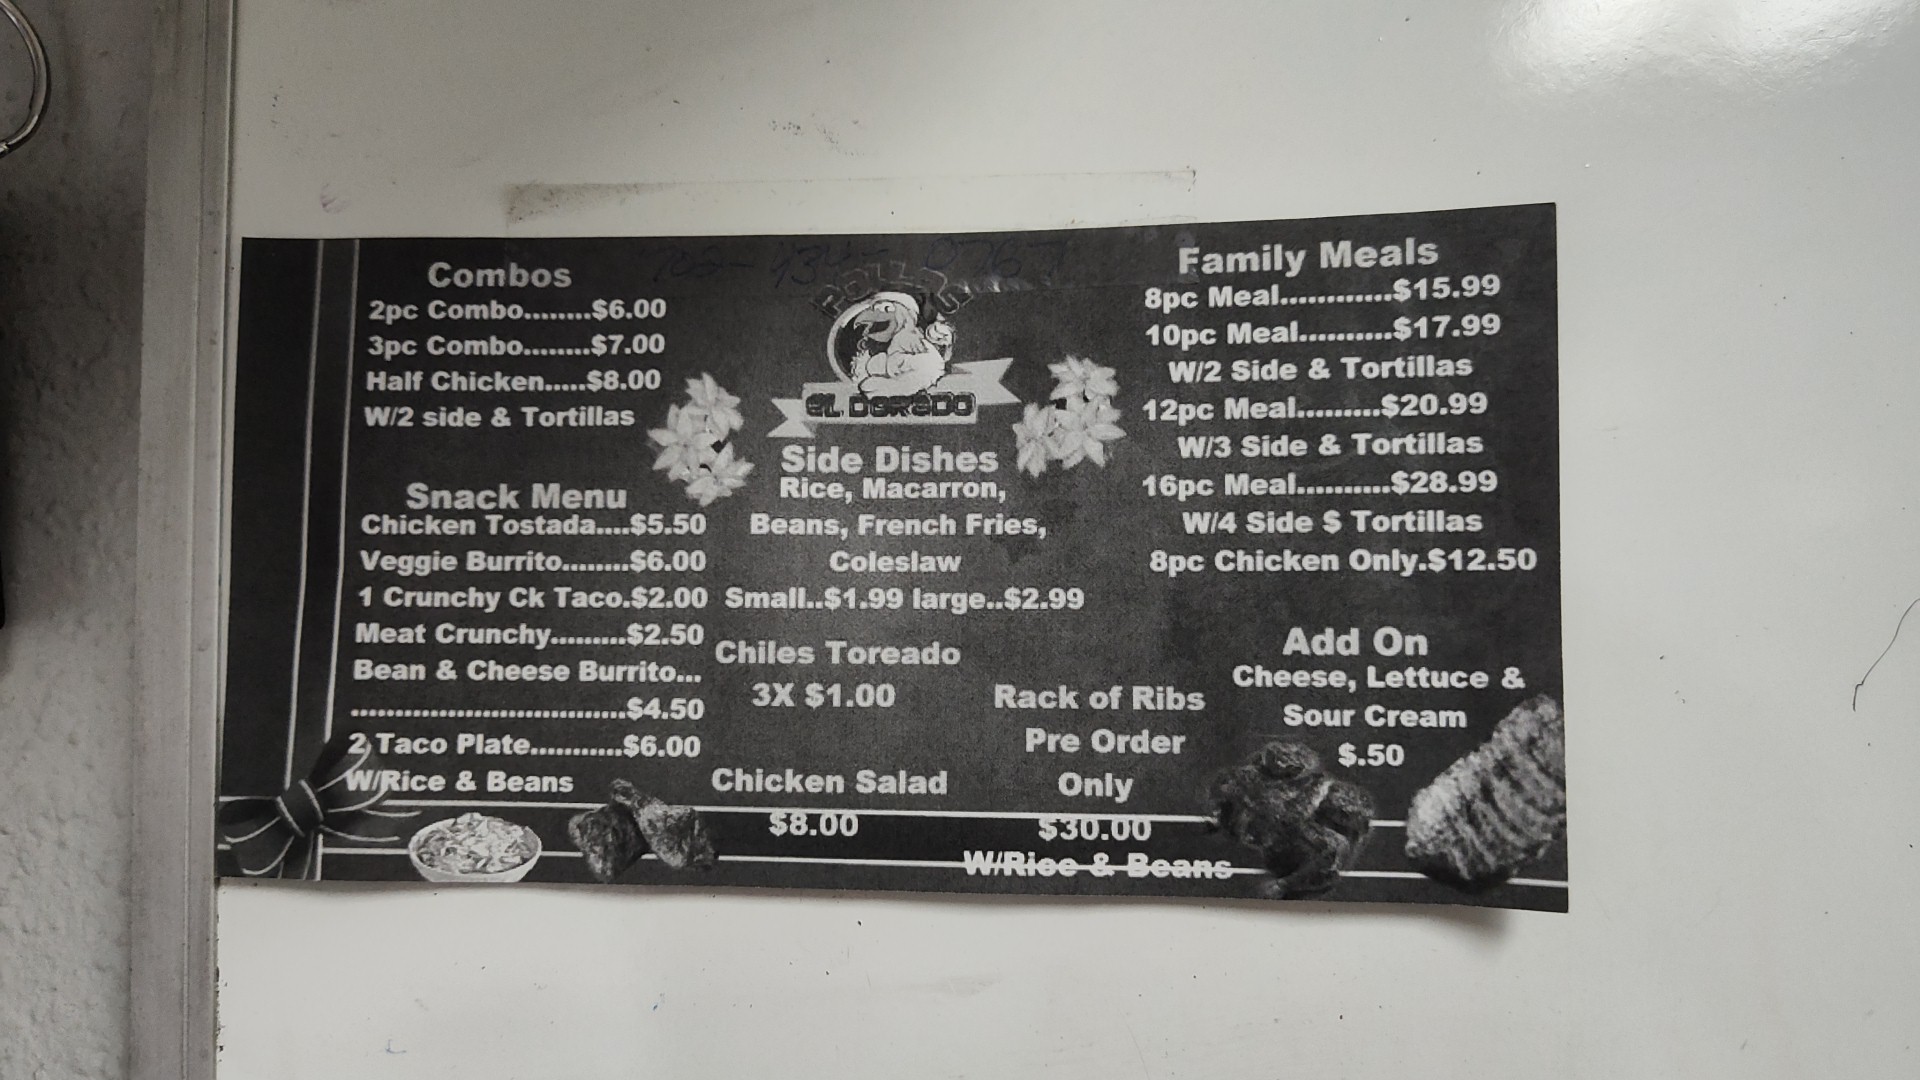 Combos
2pc Combo........$6.00
3pc Combo........$7.00
Half Chicken.....$8.00
W/2 side & Tortillas
Snack Menu
Chicken Tostada....$5.50
Veggie Burrito........$6.00
1 Crunchy Ck Taco.$2.00
Meat Crunchy.........$2.50
Bean & Cheese Burrito...
................................$4.50
2 Taco Plate...........$6.00
W/Rice & Beans
POLLO
EL DORADO
Side Dishes
Rice, Macarron,
Beans, French Fries,
Coleslaw
Small..$1.99 large..$2.99
Chiles Toreado
3X $1.00
Chicken Salad
$8.00
Rack of Ribs
Pre Order
Only
$30.00
W/Rice & Beans
Family Meals
8pc Meal............$15.99
10pc Meal..........$17.99
W/2 Side & Tortillas
12pc Meal.........$20.99
W/3 Side & Tortillas
16pc Meal..........$28.99
W/4 Side $ Tortillas
8pc Chicken Only.$12.50
Add On
Cheese, Lettuce &
Sour Cream
$.50